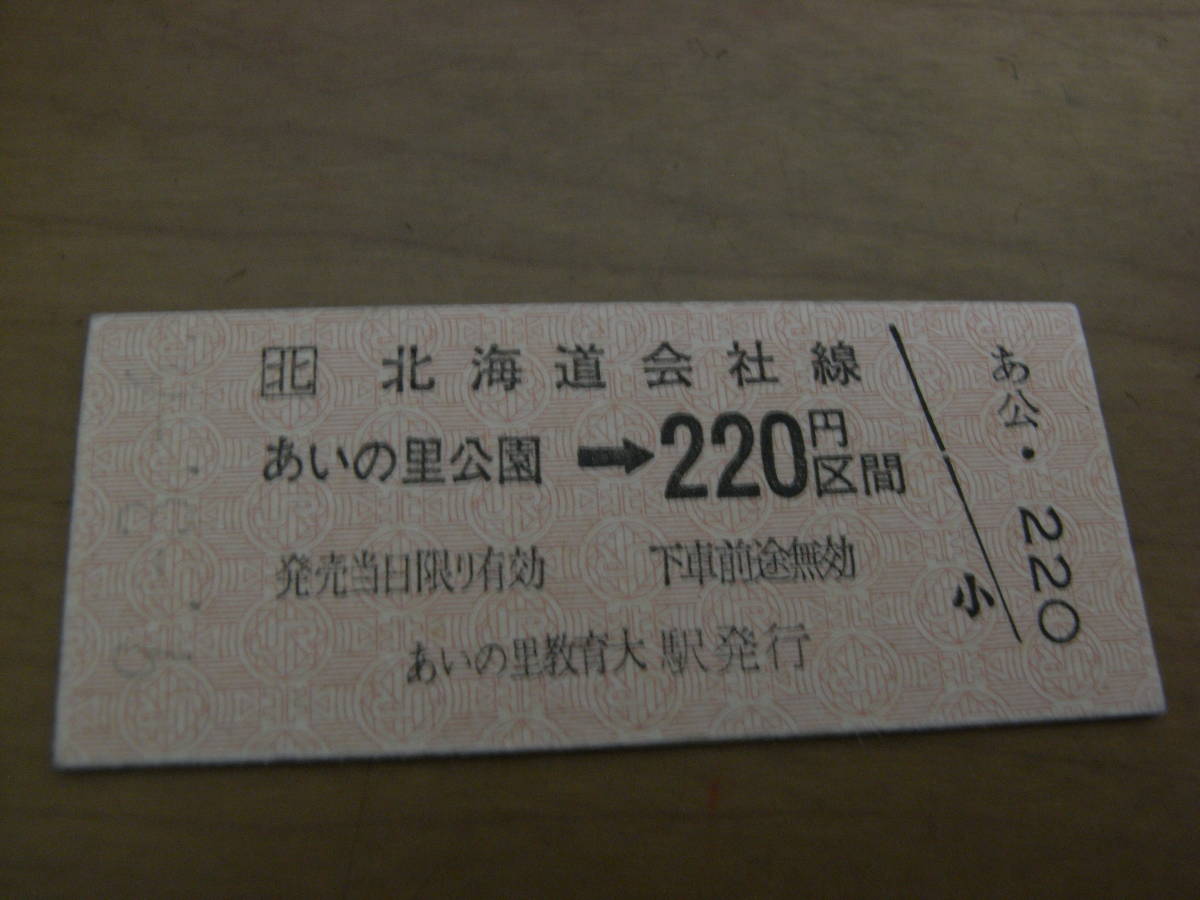 北 北海道会社線
あいの里公園 ➡ 220円区間
発売当日限り有効 下車前途無効
あいの里教育大駅発行
小
あ公・220